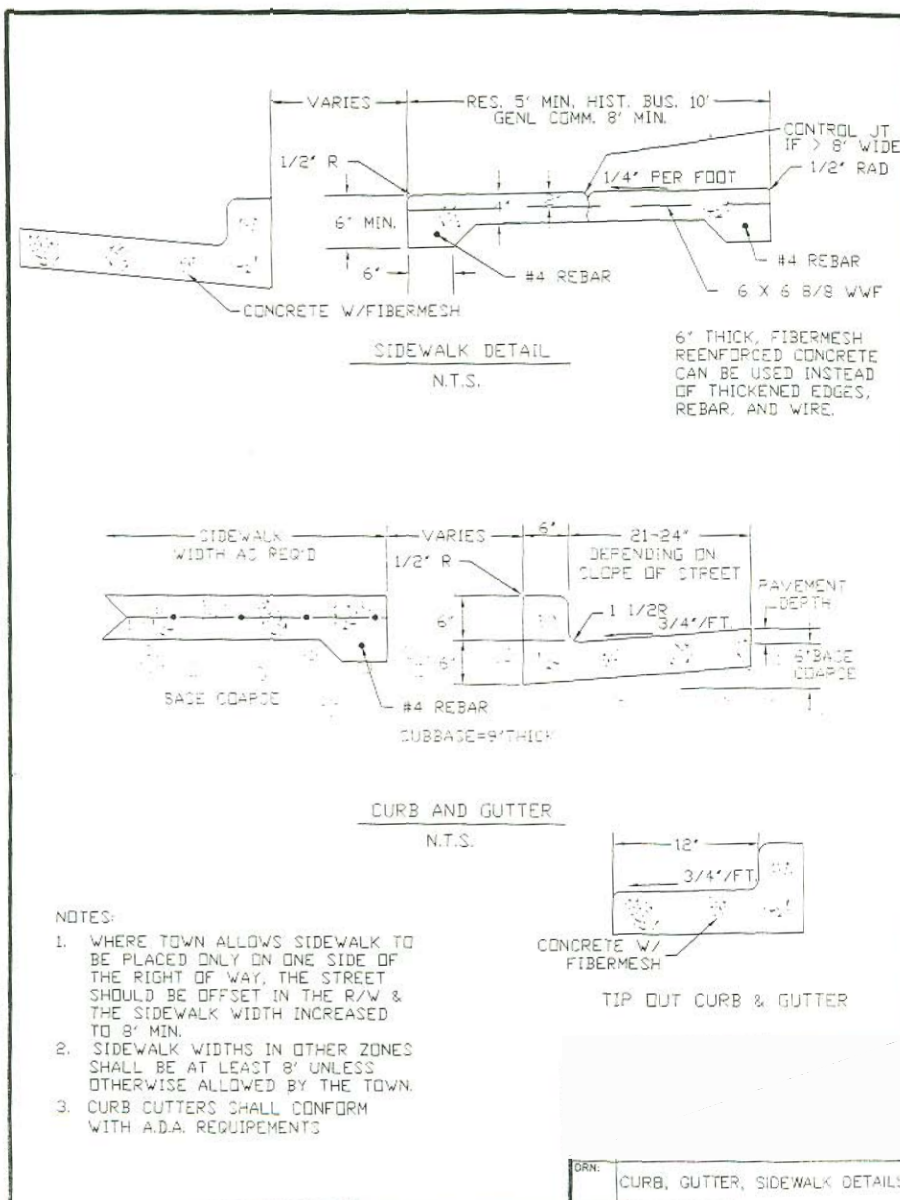 VARIES
RES. 5' MIN. HIST. BUS. 10'
GENL COMM. 8' MIN.
CONTROL JT
IF > 8' WIDE
1/2" R
1/4" PER FOOT
1/2" RAD
6" MIN.
6"
#4 REBAR
#4 REBAR
6 X 6 8/8 WWF
CONCRETE W/FIBERMESH
SIDEWALK DETAIL
N.T.S.
6" THICK, FIBERMESH
REENFORCED CONCRETE
CAN BE USED INSTEAD
OF THICKENED EDGES,
REBAR, AND WIRE.
SIDEWALK
WIDTH AS REQ'D
VARIES
6"
21-24"
DEPENDING ON
SLOPE OF STREET
1/2" R
PAVEMENT
DEPTH
1 1/2R
3/4"/FT.
6"
6"
6"BASE
COARSE
BASE COARSE
#4 REBAR
SUBBASE=9"THICK
CURB AND GUTTER
N.T.S.
12"
3/4"/FT.
CONCRETE W/
FIBERMESH
TIP OUT CURB & GUTTER
NOTES:
1. WHERE TOWN ALLOWS SIDEWALK TO
BE PLACED ONLY ON ONE SIDE OF
THE RIGHT OF WAY, THE STREET
SHOULD BE OFFSET IN THE R/W &
THE SIDEWALK WIDTH INCREASED
TO 8' MIN.
2. SIDEWALK WIDTHS IN OTHER ZONES
SHALL BE AT LEAST 8' UNLESS
OTHERWISE ALLOWED BY THE TOWN.
3. CURB CUTTERS SHALL CONFORM
WITH A.D.A. REQUIPEMENTS
DRN:
CURB, GUTTER, SIDEWALK DETAILS